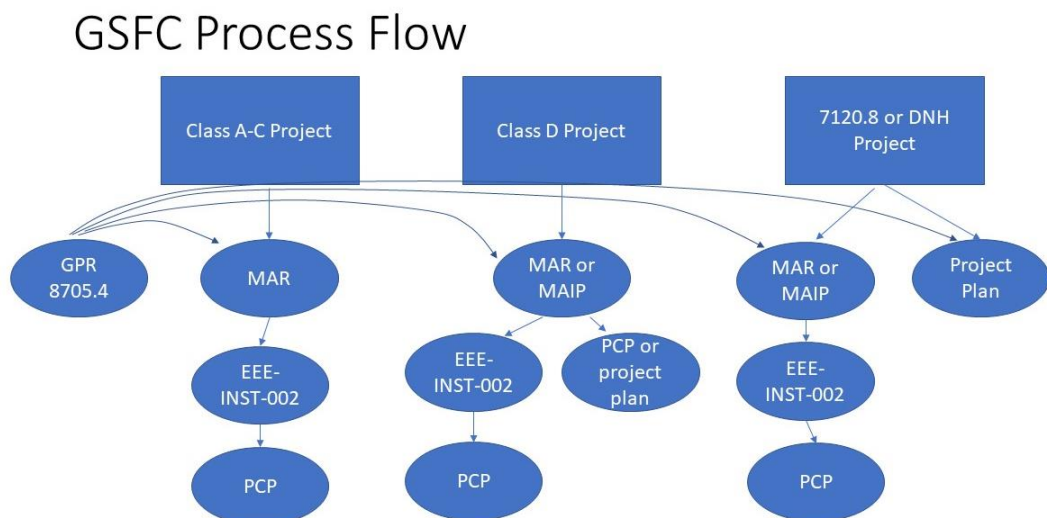 GSFC Process Flow
Class A-C Project
Class D Project
7120.8 or DNH
Project
GPR
8705.4
MAR
MAR or
MAIP
MAR or
MAIP
Project
Plan
EEE-
INST-002
EEE-
INST-002
PCP or
project
plan
EEE-
INST-002
PCP
PCP
PCP